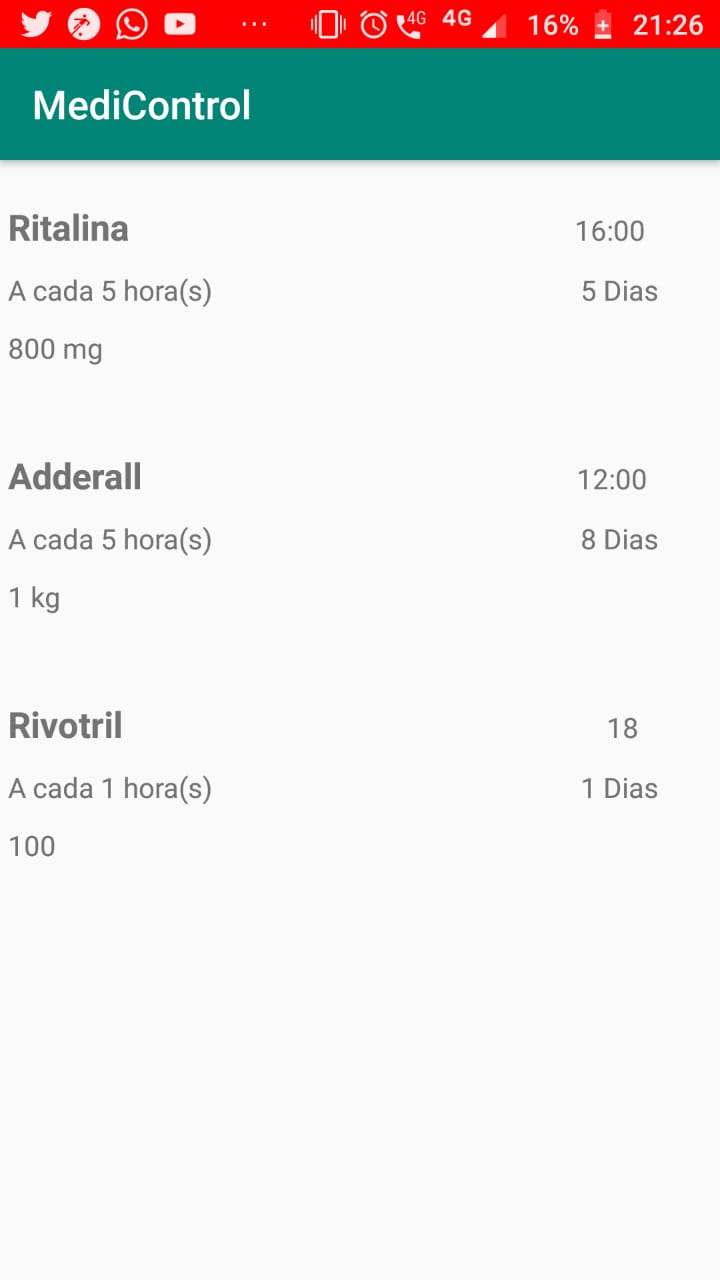 4G 4G 16% 21:26
MediControl
Ritalina 16:00
A cada 5 hora(s) 5 Dias
800 mg
Adderall 12:00
A cada 5 hora(s) 8 Dias
1 kg
Rivotril 18
A cada 1 hora(s) 1 Dias
100